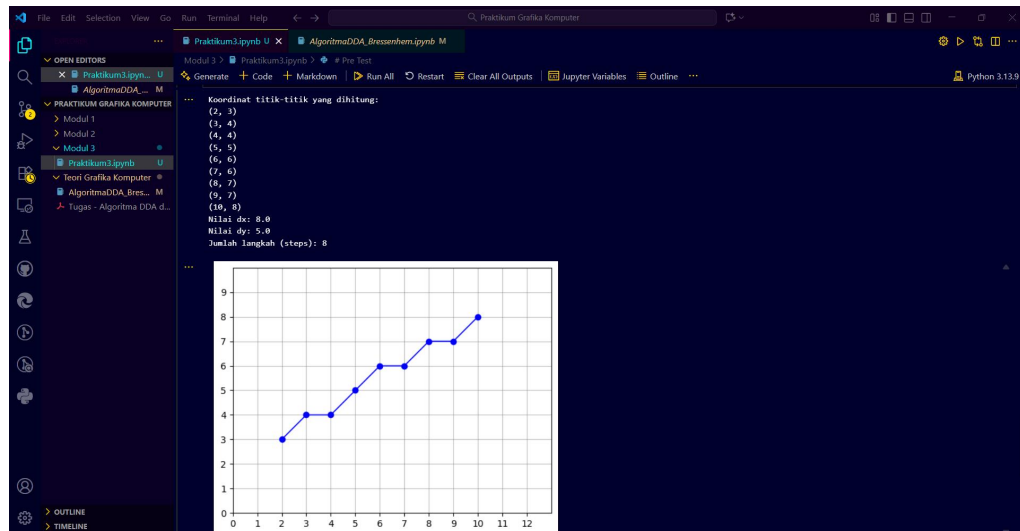 File Edit Selection View Go Run Terminal Help
Praktikum Grafika Komputer
Praktikum3.ipynb U
AlgoritmaDDA_Bressenhem.ipynb M
OPEN EDITORS
Praktikum3.ipyn... U
AlgoritmaDDA_... M
PRAKTIKUM GRAFIKA KOMPUTER
Modul 1
Modul 2
Modul 3
Praktikum3.ipynb U
Teori Grafika Komputer
AlgoritmaDDA_Bres... M
Tugas - Algoritma DDA d...
OUTLINE
TIMELINE
Modul 3 > Praktikum3.ipynb > # Pre Test
Generate + Code + Markdown Run All Restart Clear All Outputs Jupyter Variables Outline ...
Python 3.13.9
Koordinat titik-titik yang dihitung:
(2, 3)
(3, 4)
(4, 4)
(5, 5)
(6, 6)
(7, 6)
(8, 7)
(9, 7)
(10, 8)
Nilai dx: 8.0
Nilai dy: 5.0
Jumlah langkah (steps): 8
9
8
7
6
5
4
3
2
1
0
0 1 2 3 4 5 6 7 8 9 10 11 12